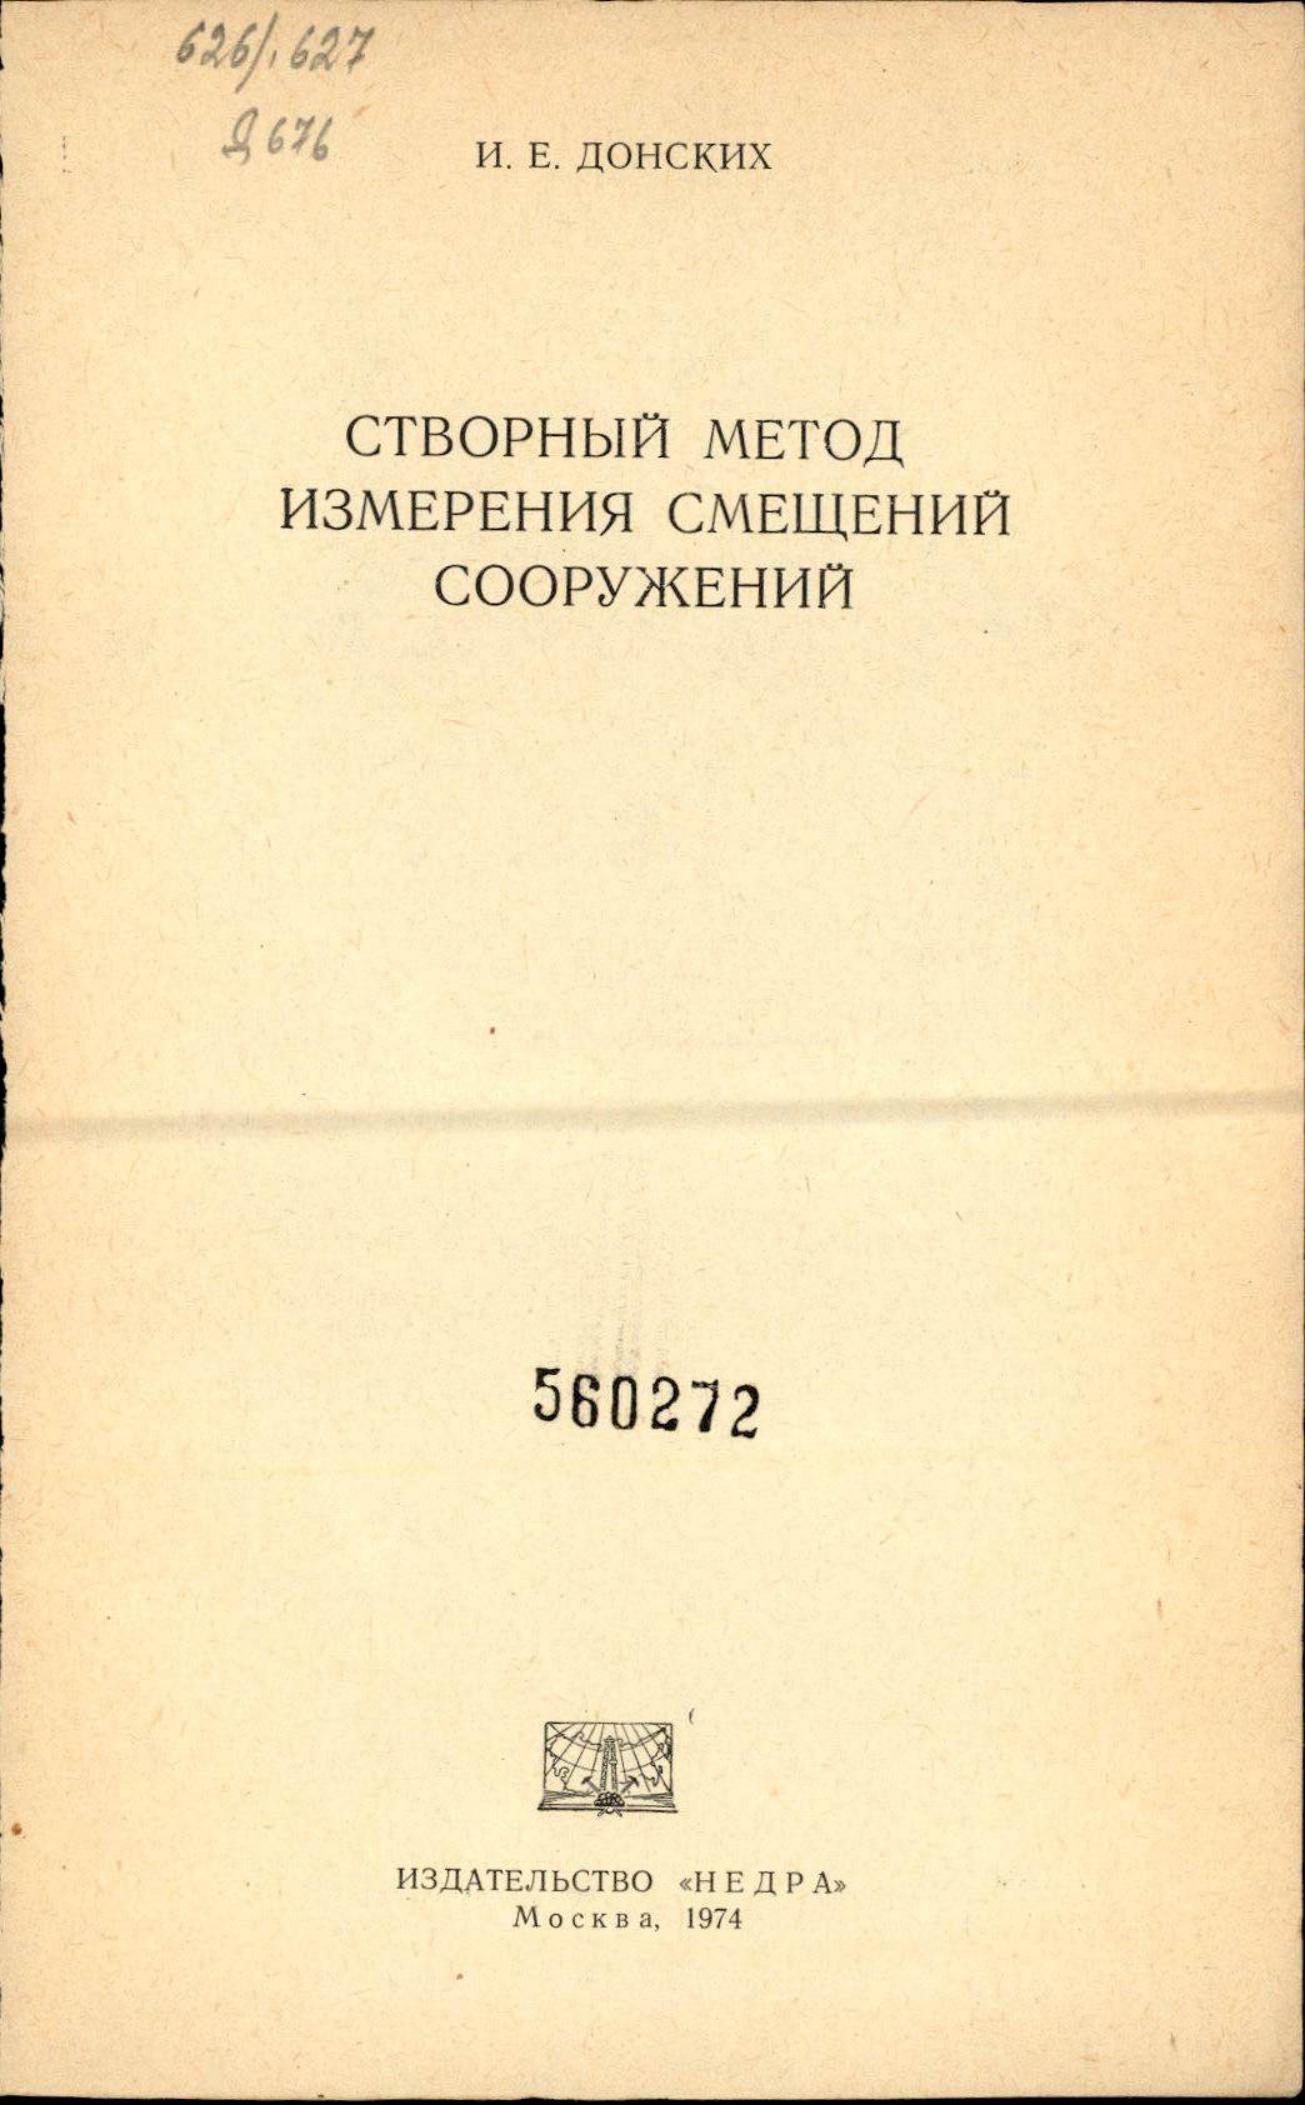 626/.627
Д 676
И. Е. ДОНСКИХ
СТВОРНЫЙ МЕТОД
ИЗМЕРЕНИЯ СМЕЩЕНИЙ
СООРУЖЕНИЙ
560272
ИЗДАТЕЛЬСТВО «НЕДРА»
Москва, 1974